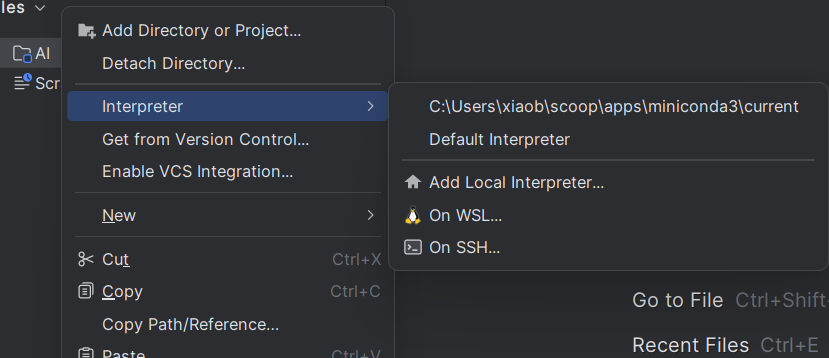 les
AI
Scr
Add Directory or Project...
Detach Directory...
Interpreter
Get from Version Control...
Enable VCS Integration...
New
Cut Ctrl+X
Copy Ctrl+C
Copy Path/Reference...
Paste Ctrl+V
C:\Users\xiaob\scoop\apps\miniconda3\current
Default Interpreter
Add Local Interpreter...
On WSL...
On SSH...
Go to File Ctrl+Shift+
Recent Files Ctrl+E